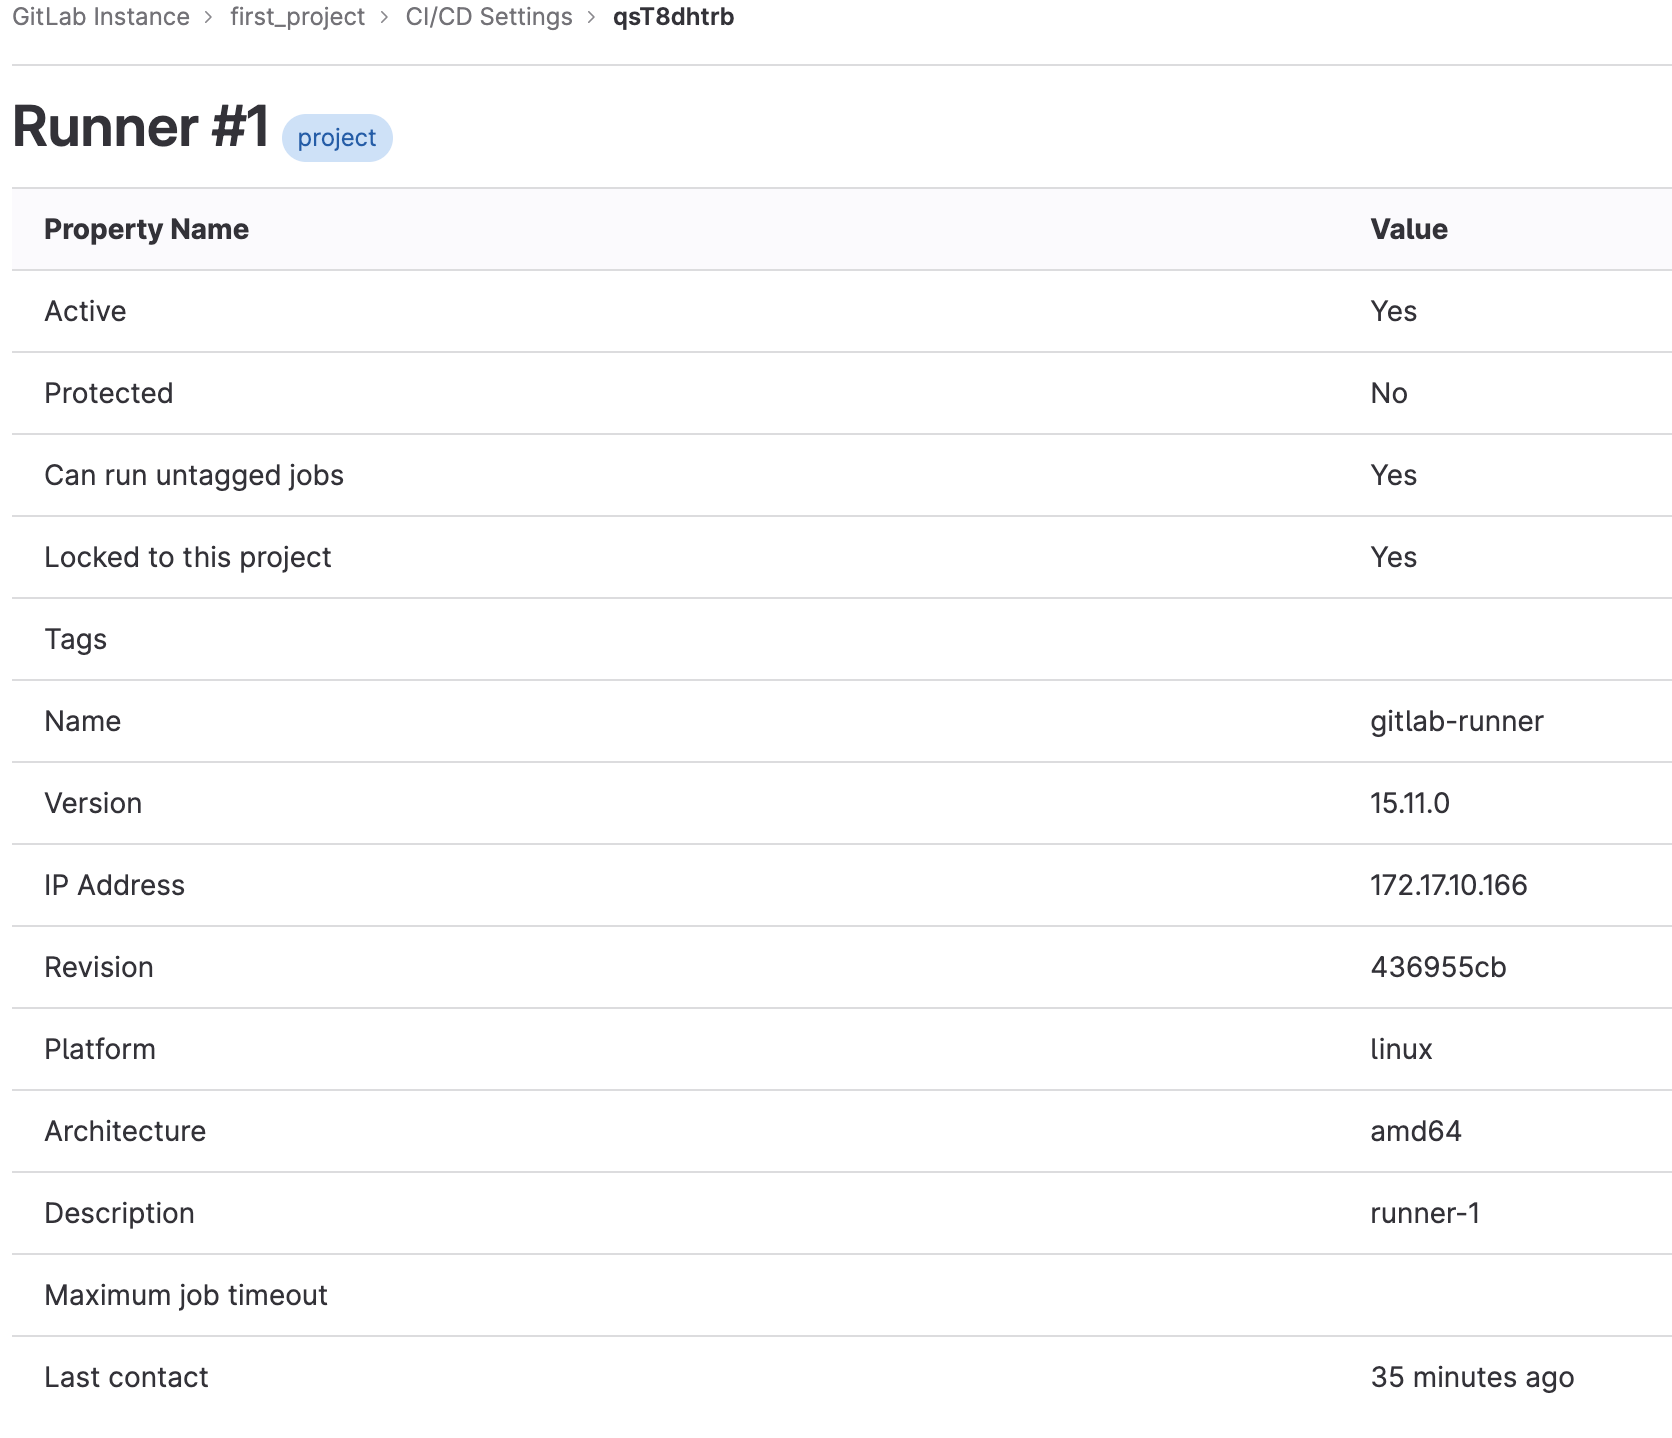 GitLab Instance > first_project > CI/CD Settings > qsT8dhtrb
Runner #1 project
Property Name Value
Active Yes
Protected No
Can run untagged jobs Yes
Locked to this project Yes
Tags
Name gitlab-runner
Version 15.11.0
IP Address 172.17.10.166
Revision 436955cb
Platform linux
Architecture amd64
Description runner-1
Maximum job timeout
Last contact 35 minutes ago